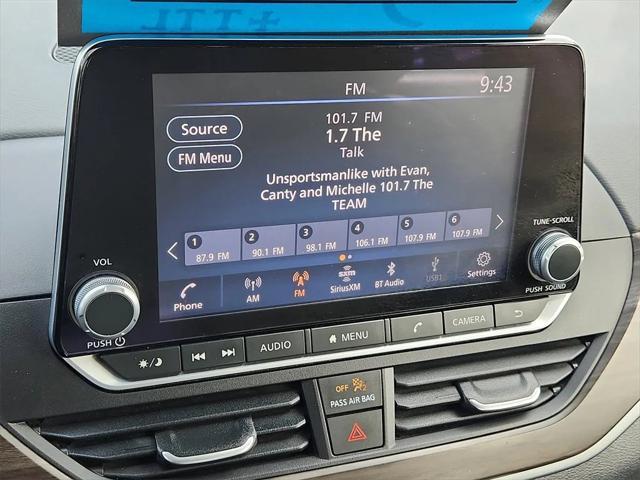 +TTL
FM
9:43
Source
FM Menu
101.7 FM
1.7 The
Talk
Unsportsmanlike with Evan,
Canty and Michelle 101.7 The
TEAM
1 87.9 FM
2 90.1 FM
3 98.1 FM
4 106.1 FM
5 107.9 FM
6 107.9 FM
Phone
AM
FM
sxm
SiriusXM
BT Audio
USB1
Settings
VOL
PUSH
TUNE·SCROLL
PUSH SOUND
AUDIO
MENU
CAMERA
OFF
PASS AIR BAG